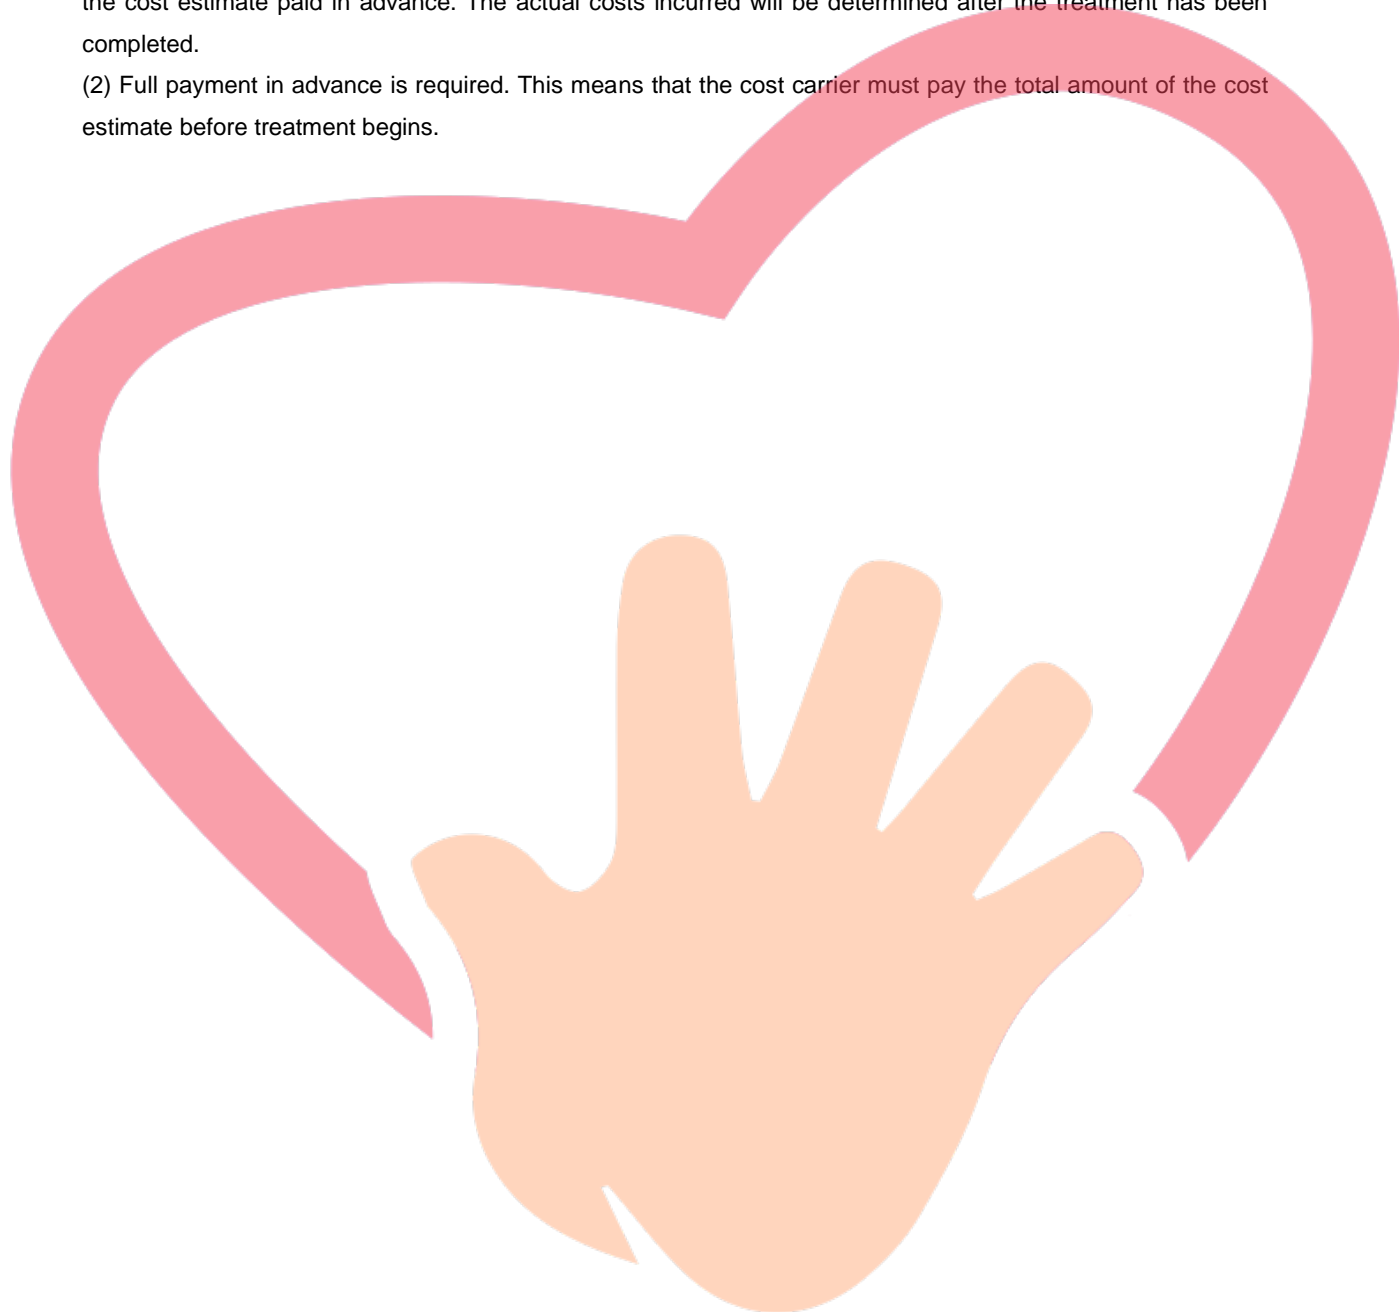 the cost estimate paid in advance. The actual costs incurred will be determined after the treatment has been
completed.
(2) Full payment in advance is required. This means that the cost carrier must pay the total amount of the cost
estimate before treatment begins.